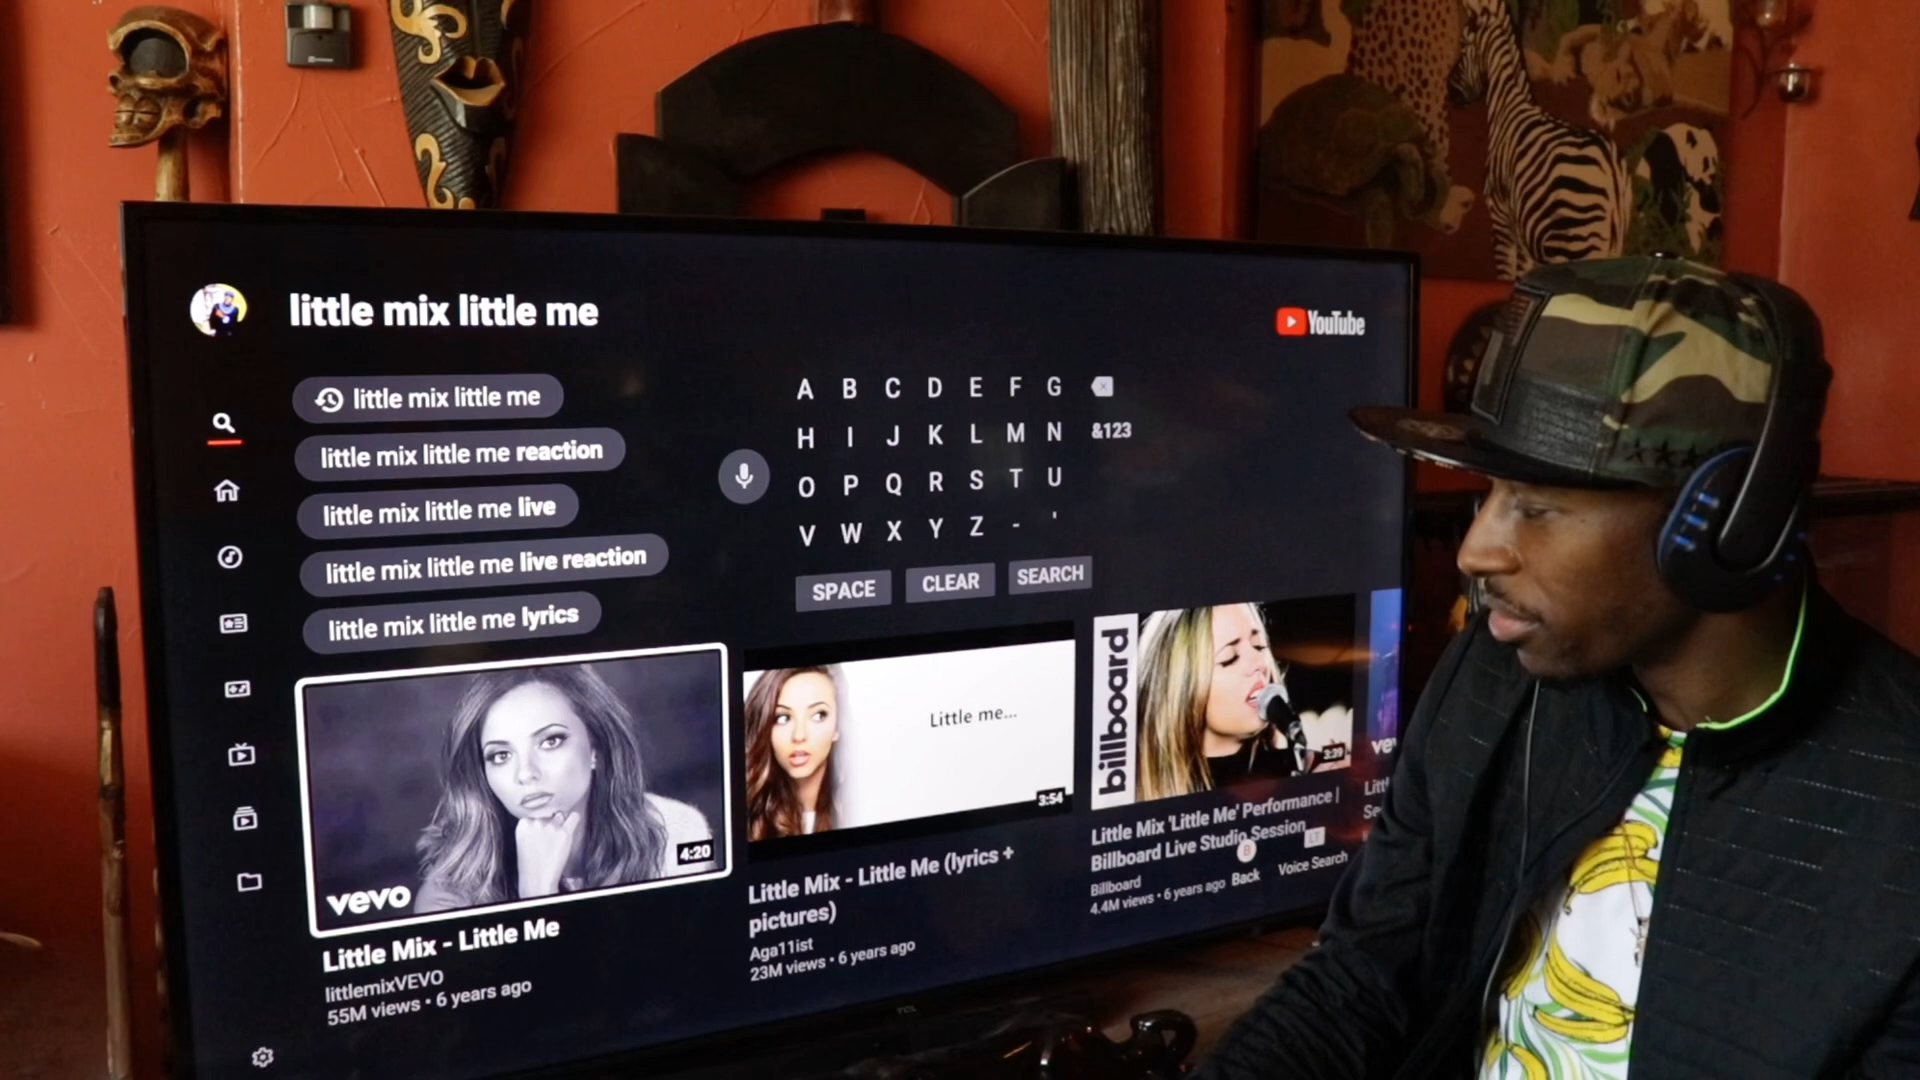 little mix little me
YouTube
little mix little me
little mix little me reaction
little mix little me live
little mix little me live reaction
little mix little me lyrics
A B C D E F G
H I J K L M N &123
O P Q R S T U
V W X Y Z - '
SPACE CLEAR SEARCH
vevo
4:20
Little Mix - Little Me
littlemixVEVO
55M views • 6 years ago
Little me...
3:54
Little Mix - Little Me (lyrics +
pictures)
Aga11ist
23M views • 6 years ago
billboard
3:39
Little Mix 'Little Me' Performance |
Billboard Live Studio Session
Billboard
4.4M views • 6 years ago
Back
Voice Search
TCL